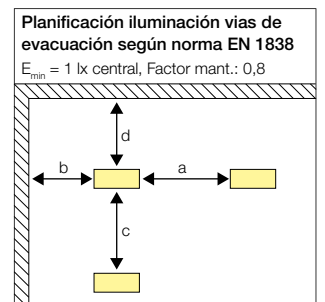 Planificación iluminación vias de
evacuación según norma EN 1838
Emin = 1 lx central, Factor mant.: 0,8
d
b
a
c